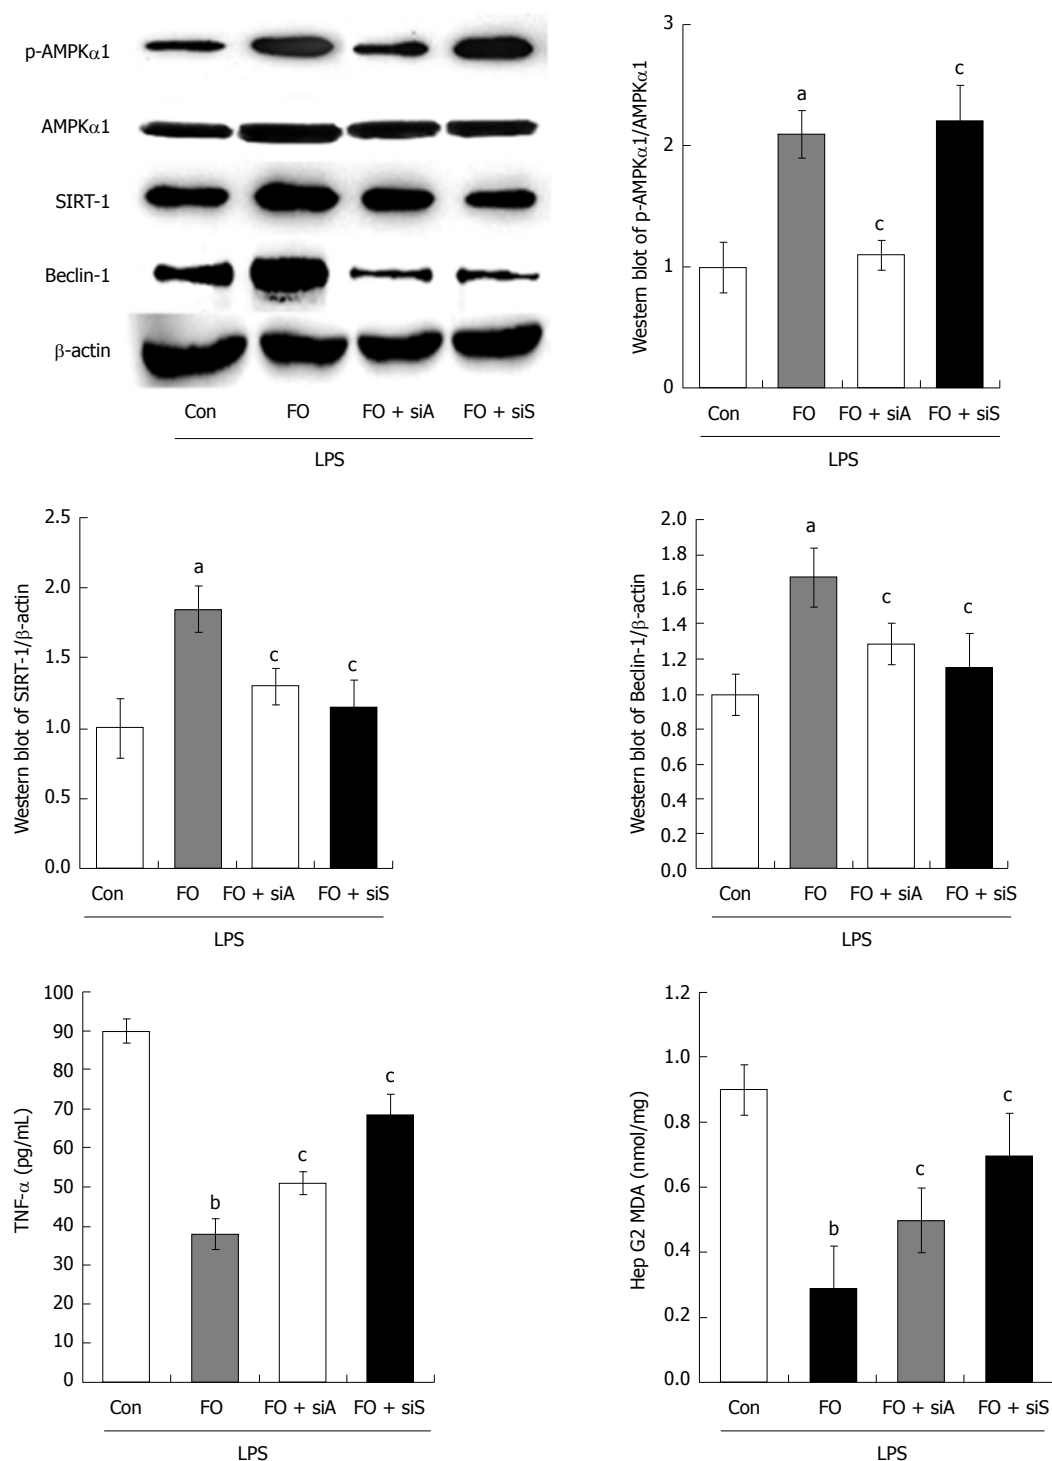 p-AMPKα1
AMPKα1
SIRT-1
Beclin-1
β-actin
Con FO FO + siA FO + siS
LPS
Western blot of p-AMPKα1/AMPKα1
3
2
1
0
a
c
c
Con FO FO + siA FO + siS
LPS
Western blot of SIRT-1/β-actin
2.5
2.0
1.5
1.0
0.5
0.0
a
c
c
Con FO FO + siA FO + siS
LPS
Western blot of Beclin-1/β-actin
2.0
1.8
1.6
1.4
1.2
1.0
0.8
0.6
0.4
0.2
0.0
a
c
c
Con FO FO + siA FO + siS
LPS
TNF-α (pg/mL)
100
90
80
70
60
50
40
30
20
10
0
b
c
c
Con FO FO + siA FO + siS
LPS
Hep G2 MDA (nmol/mg)
1.2
1.0
0.8
0.6
0.4
0.2
0.0
b
c
c
Con FO FO + siA FO + siS
LPS